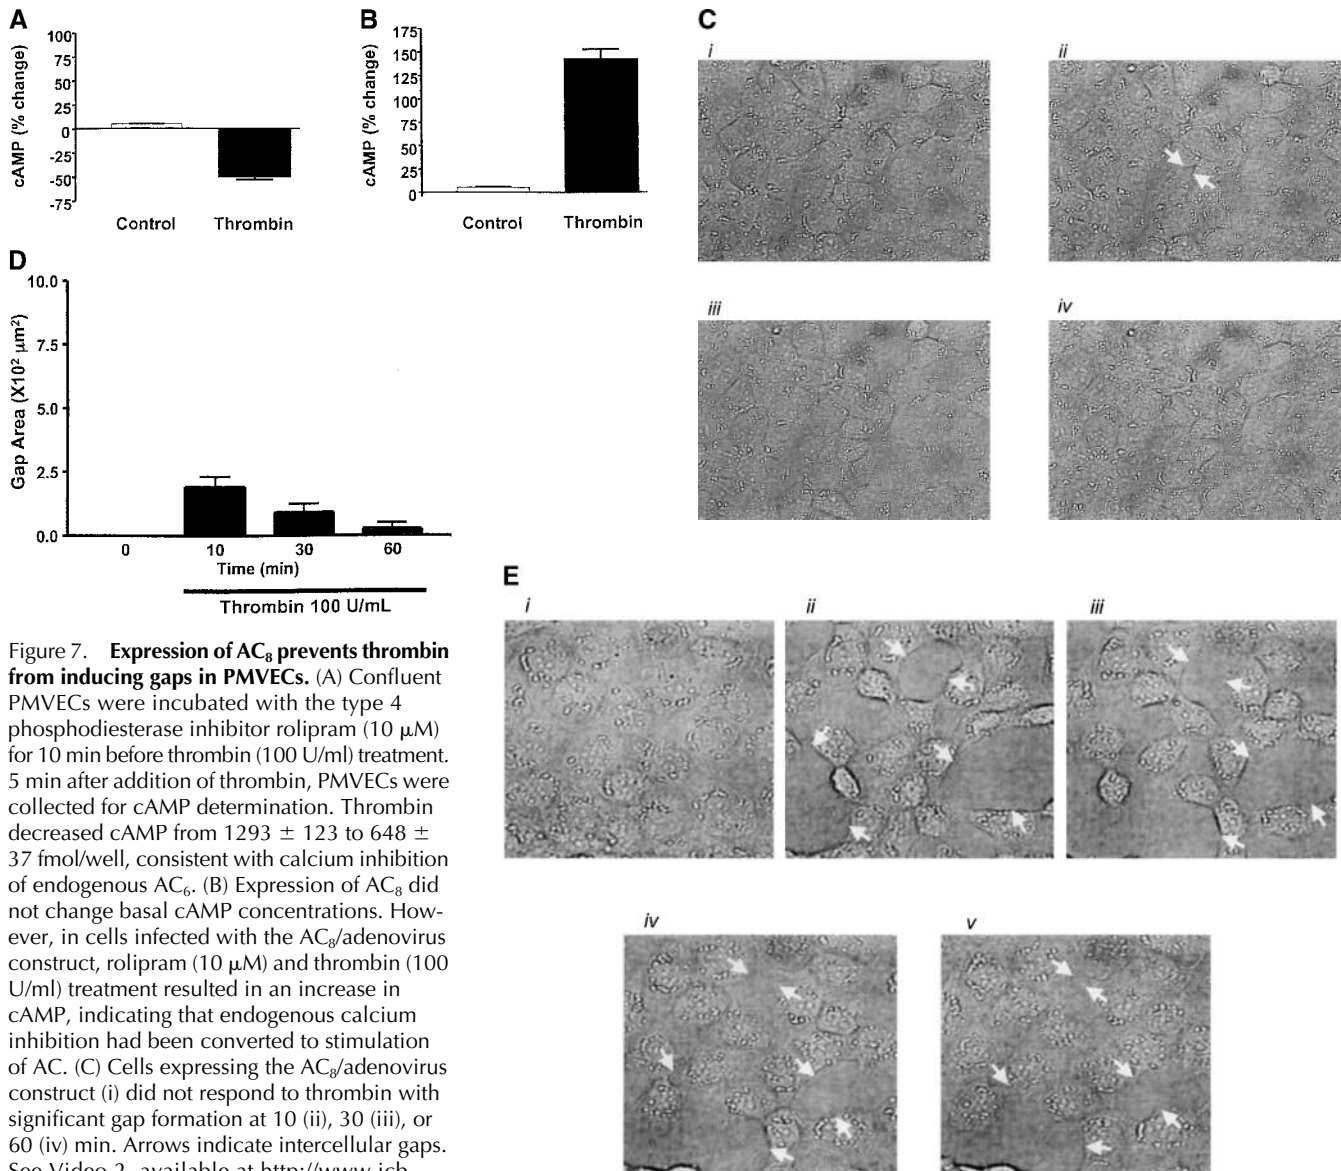 A
cAMP (% change)
100
75
50
25
0
-25
-50
-75
Control Thrombin
B
cAMP (% change)
175
150
125
100
75
50
25
0
Control Thrombin
C
i
ii
iii
iv
D
Gap Area (X10² µm²)
10.0
7.5
5.0
2.5
0.0
0 10 30 60
Time (min)
Thrombin 100 U/mL
E
i
ii
iii
iv
v
Figure 7. Expression of AC₈ prevents thrombin
from inducing gaps in PMVECs. (A) Confluent
PMVECs were incubated with the type 4
phosphodiesterase inhibitor rolipram (10 µM)
for 10 min before thrombin (100 U/ml) treatment.
5 min after addition of thrombin, PMVECs were
collected for cAMP determination. Thrombin
decreased cAMP from 1293 ± 123 to 648 ±
37 fmol/well, consistent with calcium inhibition
of endogenous AC₆. (B) Expression of AC₈ did
not change basal cAMP concentrations. How-
ever, in cells infected with the AC₈/adenovirus
construct, rolipram (10 µM) and thrombin (100
U/ml) treatment resulted in an increase in
cAMP, indicating that endogenous calcium
inhibition had been converted to stimulation
of AC. (C) Cells expressing the AC₈/adenovirus
construct (i) did not respond to thrombin with
significant gap formation at 10 (ii), 30 (iii), or
60 (iv) min. Arrows indicate intercellular gaps.
See Video 2, available at http://www.jcb.